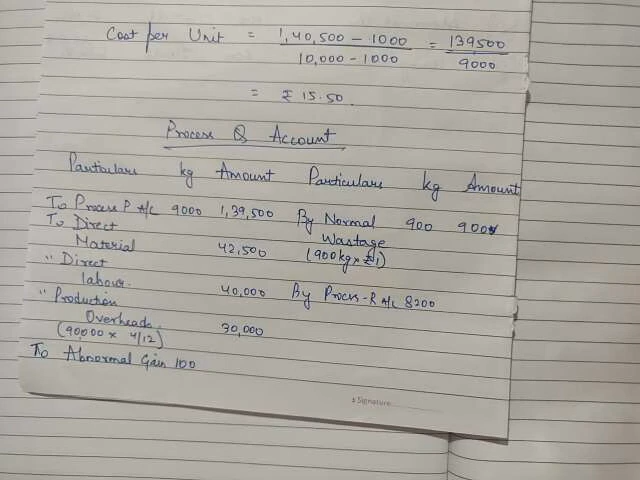 Cost per Unit = 1,40,500 - 1000 / 10,000 - 1000 = 139500 / 9000
= ₹ 15.50.
Process Q Account
Particulars kg Amount Particulars kg Amount
To Process P A/c 9000 1,39,500 By Normal 900 900
To Direct Wastage
Material 42,500 (900kg x ₹1)
" Direct
labour. 40,000 By Process-R A/c 8200
" Production
Overheads. 30,000
(90,000 x 4/12)
To Abnormal Gain 100
Signature